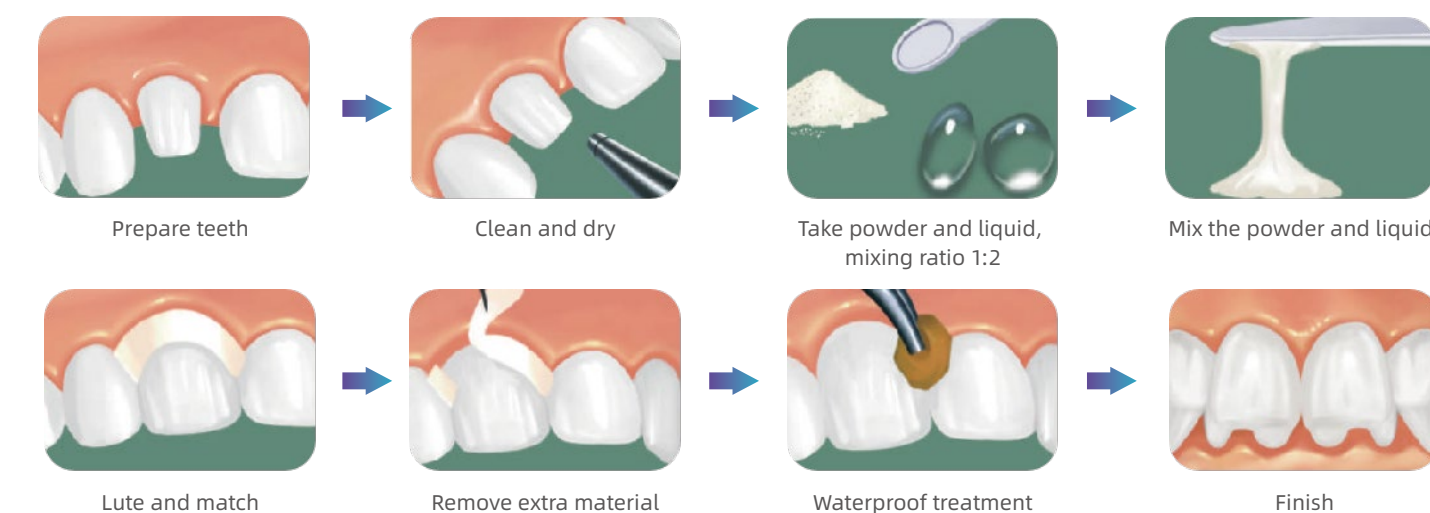 Prepare teeth
Clean and dry
Take powder and liquid,
mixing ratio 1:2
Mix the powder and liquid
Lute and match
Remove extra material
Waterproof treatment
Finish